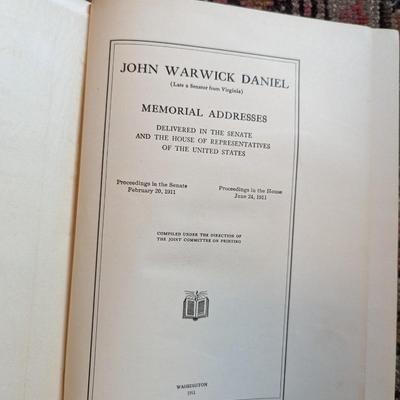 JOHN WARWICK DANIEL
(Late a Senator from Virginia)
MEMORIAL ADDRESSES
DELIVERED IN THE SENATE
AND THE HOUSE OF REPRESENTATIVES
OF THE UNITED STATES
Proceedings in the Senate
February 20, 1911
Proceedings in the House
June 24, 1911
COMPILED UNDER THE DIRECTION OF
THE JOINT COMMITTEE ON PRINTING
WASHINGTON
1911